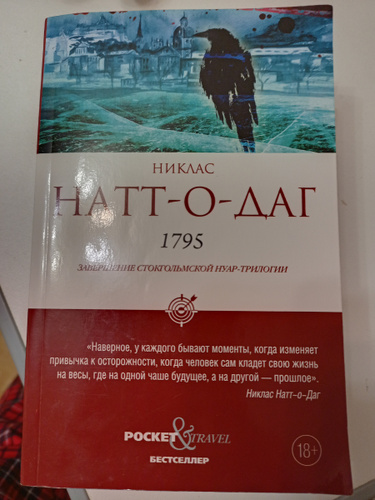 НИКЛАС
НАТТ-О-ДАГ
1795
ЗАВЕРШЕНИЕ СТОКГОЛЬМСКОЙ НУАР-ТРИЛОГИИ
«Наверное, у каждого бывают моменты, когда изменяет
привычка к осторожности, когда человек сам кладет свою жизнь
на весы, где на одной чаше будущее, а на другой — прошлое».
Никлас Натт-о-Даг
POCKET&TRAVEL
БЕСТСЕЛЛЕР
18+